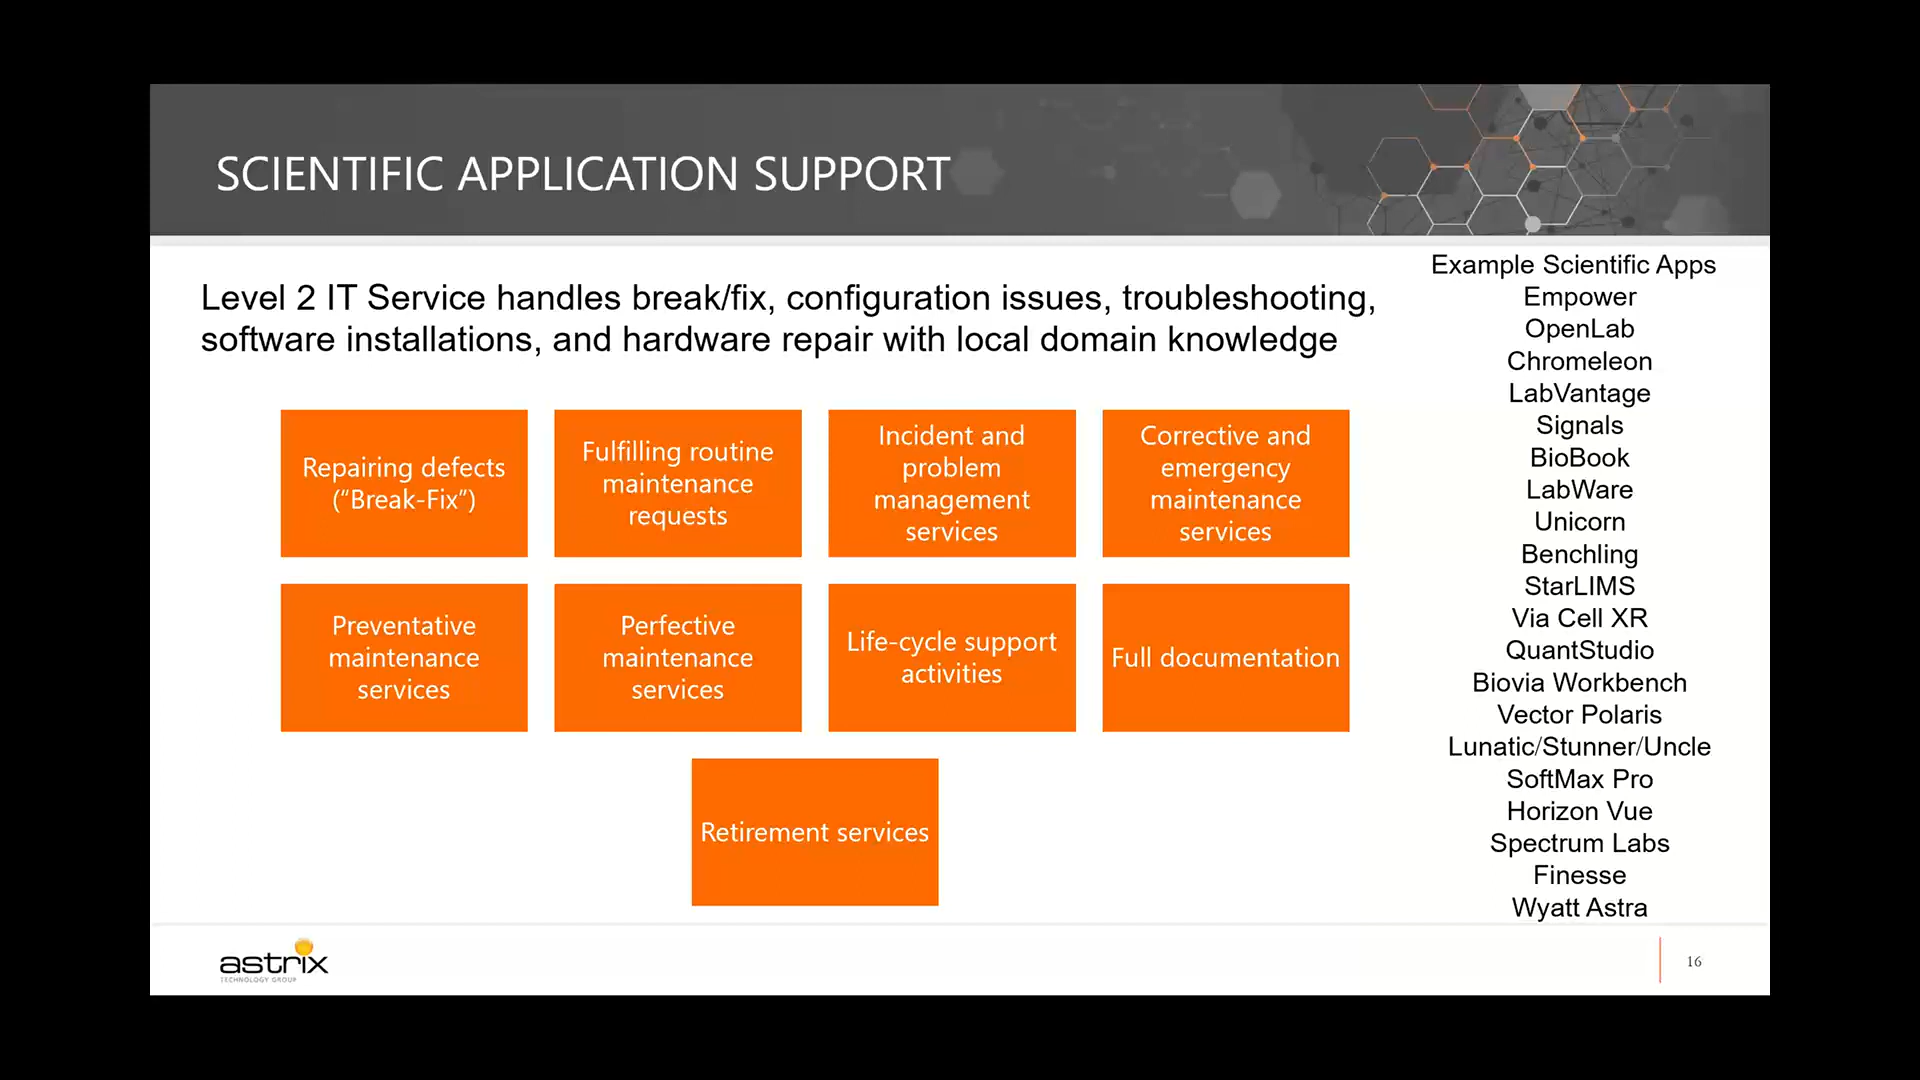 SCIENTIFIC APPLICATION SUPPORT
Level 2 IT Service handles break/fix, configuration issues, troubleshooting,
software installations, and hardware repair with local domain knowledge
Repairing defects
(“Break-Fix”)
Fulfilling routine
maintenance
requests
Incident and
problem
management
services
Corrective and
emergency
maintenance
services
Preventative
maintenance
services
Perfective
maintenance
services
Life-cycle support
activities
Full documentation
Retirement services
Example Scientific Apps
Empower
OpenLab
Chromeleon
LabVantage
Signals
BioBook
LabWare
Unicorn
Benchling
StarLIMS
Via Cell XR
QuantStudio
Biovia Workbench
Vector Polaris
Lunatic/Stunner/Uncle
SoftMax Pro
Horizon Vue
Spectrum Labs
Finesse
Wyatt Astra
astrix
TECHNOLOGY GROUP
16